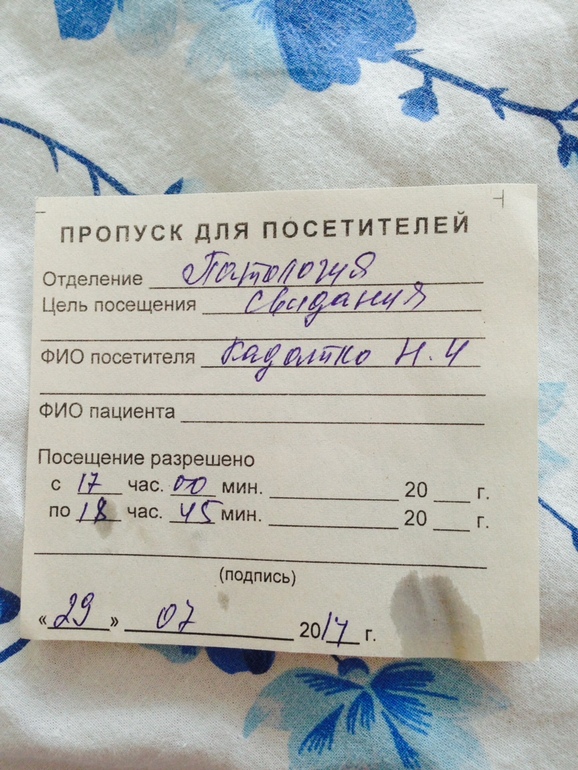 ПРОПУСК ДЛЯ ПОСЕТИТЕЛЕЙ
Отделение Патология
Цель посещения свидания
ФИО посетителя Кадолтко Н. Ч
ФИО пациента
Посещение разрешено
с 17 час. 00 мин. 20 г.
по 18 час. 45 мин. 20 г.
(подпись)
«29» 07 2017 г.